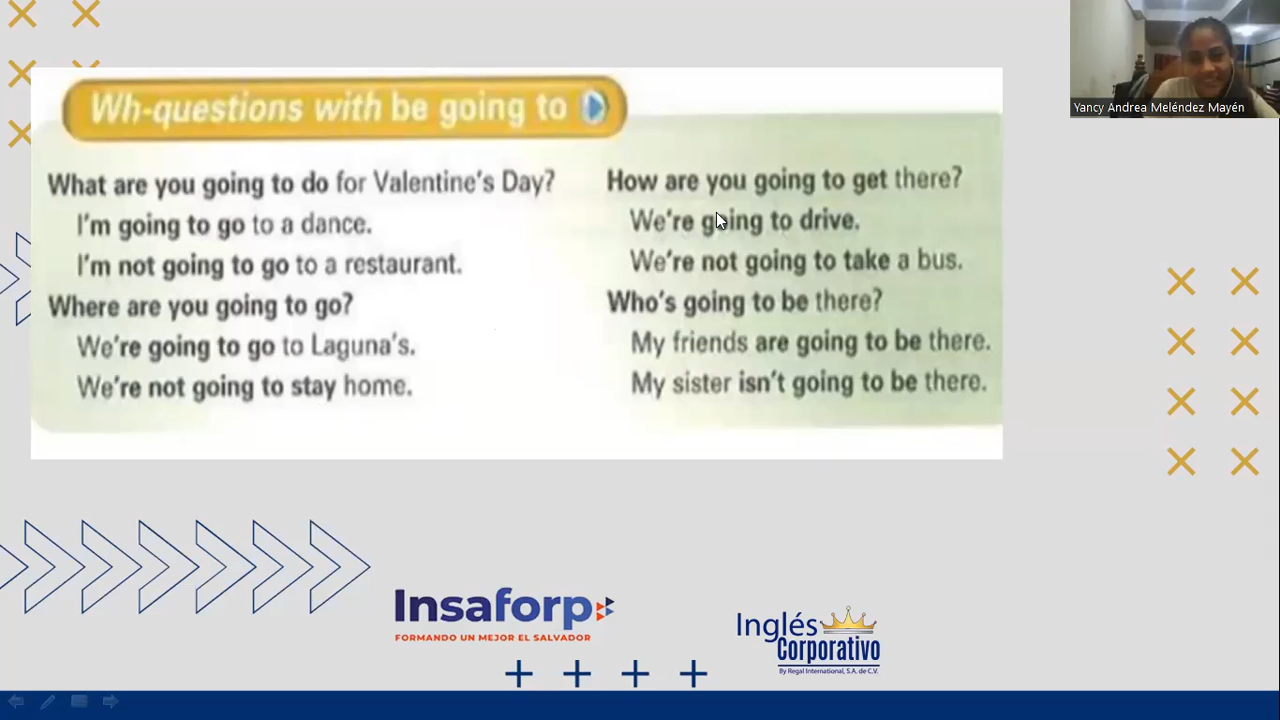 Yancy Andrea Meléndez Mayén
Wh-questions with be going to
What are you going to do for Valentine's Day?
I'm going to go to a dance.
I'm not going to go to a restaurant.
Where are you going to go?
We're going to go to Laguna's.
We're not going to stay home.
How are you going to get there?
We're going to drive.
We're not going to take a bus.
Who's going to be there?
My friends are going to be there.
My sister isn't going to be there.
Insaforp
FORMANDO UN MEJOR EL SALVADOR
Inglés
Corporativo
By Regal International, S.A. de C.V.